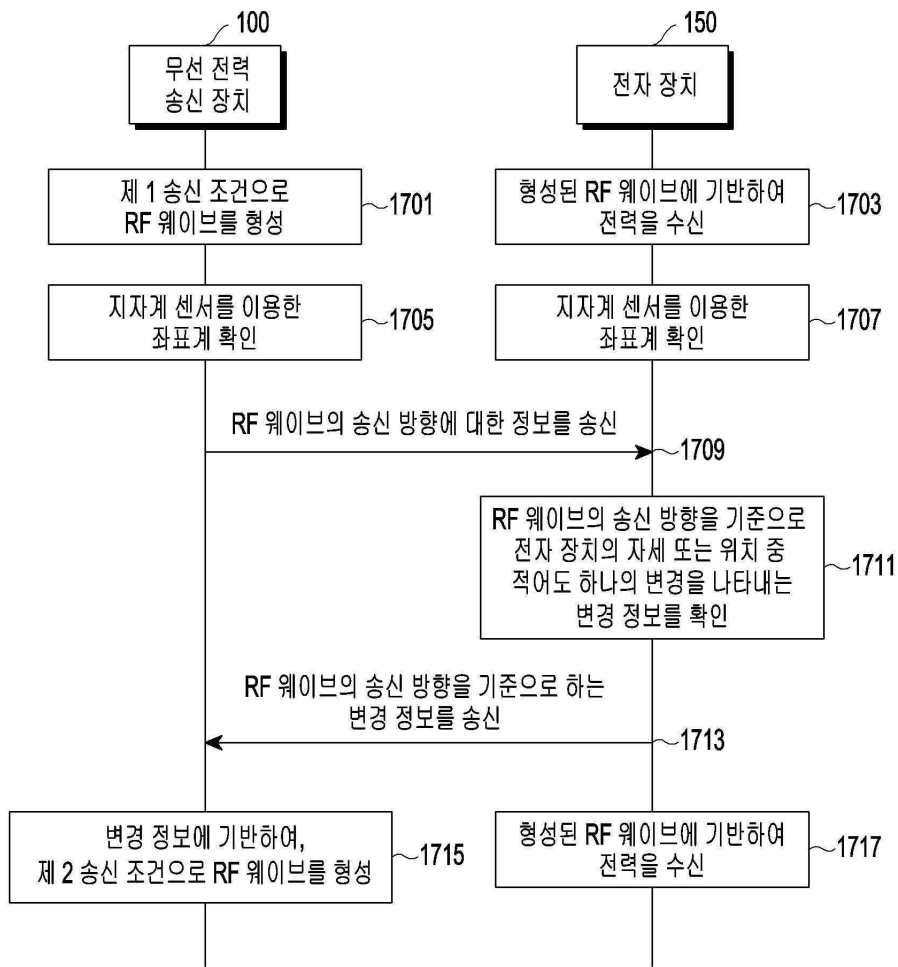 100
150
무선 전력
송신 장치
전자 장치
제 1 송신 조건으로
RF 웨이브를 형성
1701
형성된 RF 웨이브에 기반하여
전력을 수신
1703
지자계 센서를 이용한
좌표계 확인
1705
지자계 센서를 이용한
좌표계 확인
1707
RF 웨이브의 송신 방향에 대한 정보를 송신
1709
RF 웨이브의 송신 방향을 기준으로
전자 장치의 자세 또는 위치 중
적어도 하나의 변경을 나타내는
변경 정보를 확인
1711
RF 웨이브의 송신 방향을 기준으로 하는
변경 정보를 송신
1713
변경 정보에 기반하여,
제 2 송신 조건으로 RF 웨이브를 형성
1715
형성된 RF 웨이브에 기반하여
전력을 수신
1717